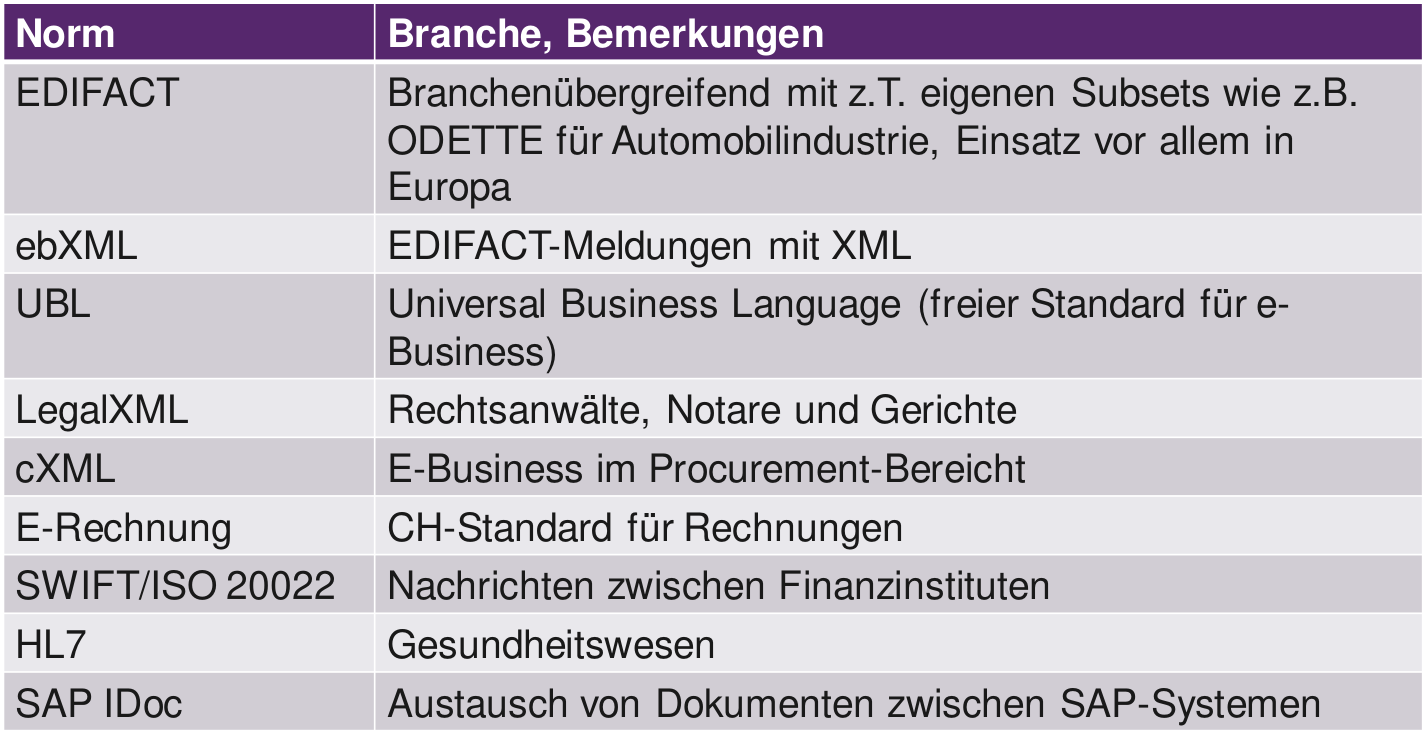 Norm
Branche, Bemerkungen
EDIFACT
Branchenübergreifend mit z.T. eigenen Subsets wie z.B.
ODETTE für Automobilindustrie, Einsatz vor allem in
Europa
ebXML
EDIFACT-Meldungen mit XML
UBL
Universal Business Language (freier Standard für e-
Business)
LegalXML
Rechtsanwälte, Notare und Gerichte
cXML
E-Business im Procurement-Bereicht
E-Rechnung
CH-Standard für Rechnungen
SWIFT/ISO 20022
Nachrichten zwischen Finanzinstituten
HL7
Gesundheitswesen
SAP IDoc
Austausch von Dokumenten zwischen SAP-Systemen